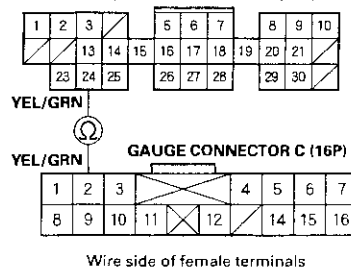 1 2 3 5 6 7 8 9 10
13 14 15 16 17 18 19 20 21
23 24 25 26 27 28 29 30
YEL/GRN
Ω
YEL/GRN
GAUGE CONNECTOR C (16P)
1 2 3 4 5 6 7
8 9 10 11 12 14 15 16
Wire side of female terminals